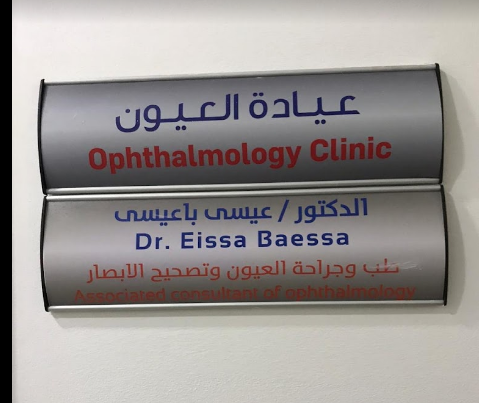 عيادة العيون
Ophthalmology Clinic
الدكتور / عيسى باعيسى
Dr. Eissa Baessa
طب وجراحة العيون وتصحيح الابصار
Associated consultant of ophthalmology